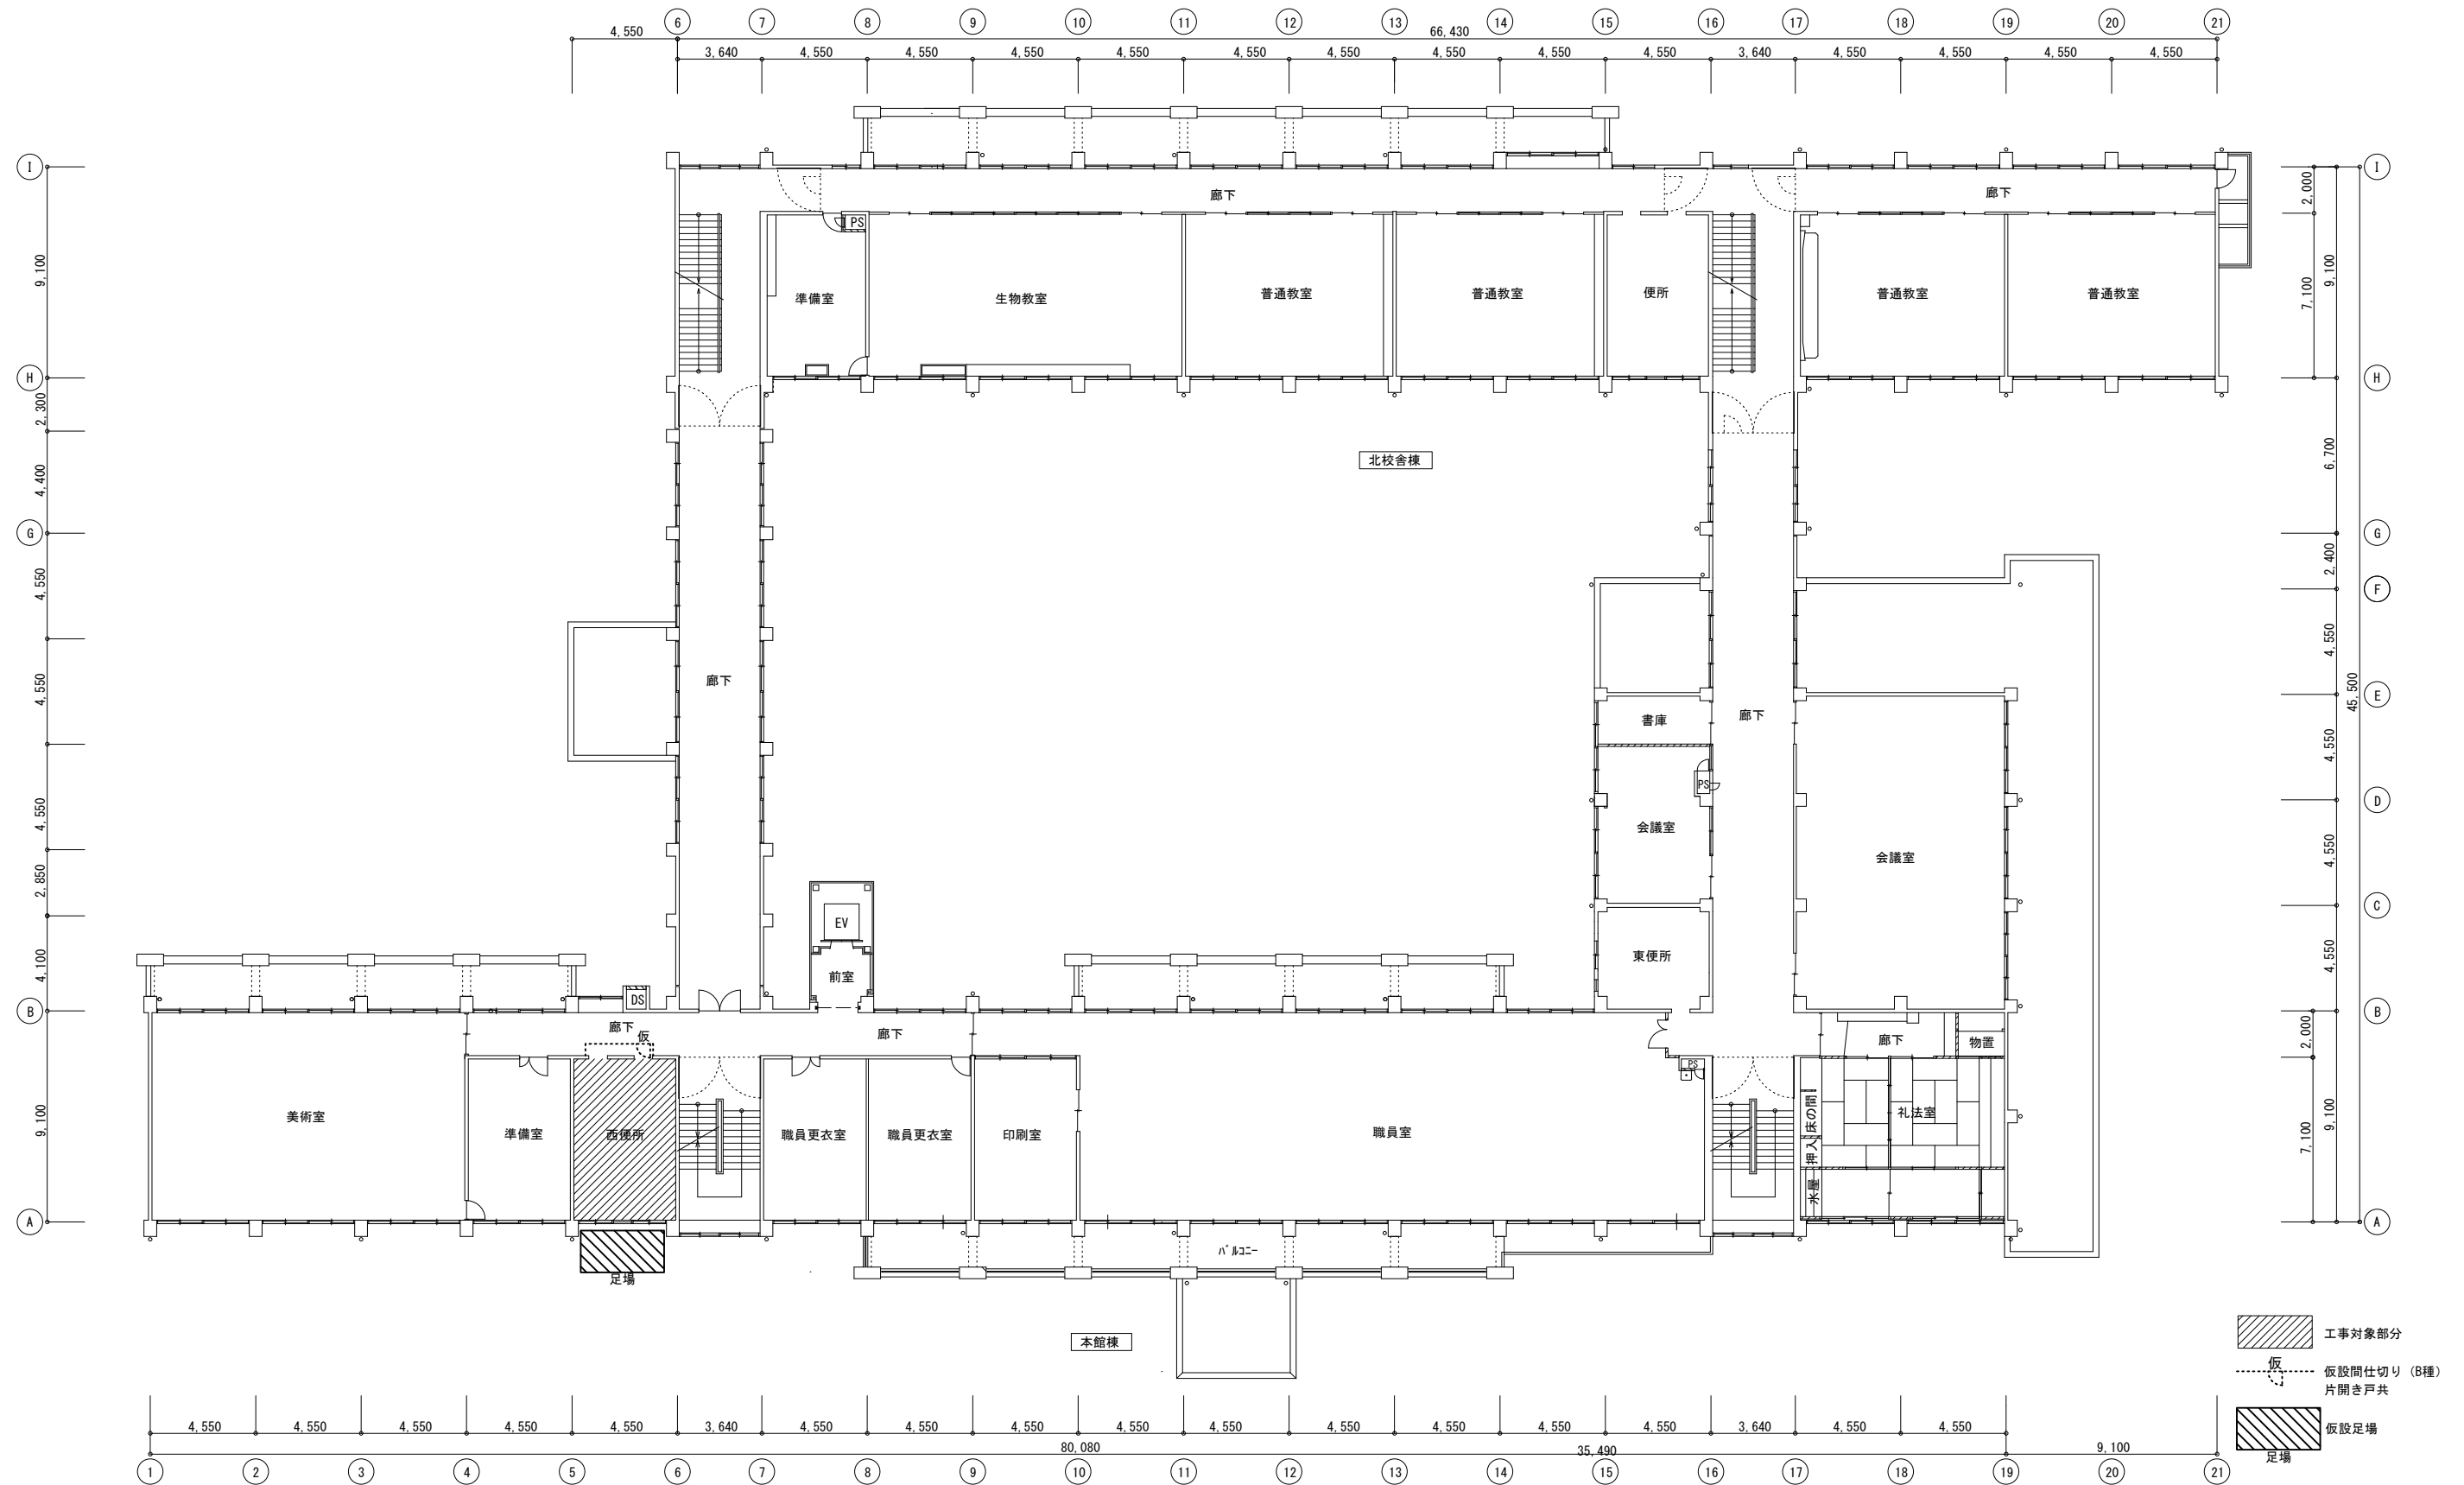 6 7 8 9 10 11 12 13 14 15 16 17 18 19 20 21
4,550 66,430
3,640 4,550 4,550 4,550 4,550 4,550 4,550 4,550 4,550 4,550 3,640 4,550 4,550 4,550 4,550
I 廊下 廊下 I
2,000
9,100 PS 9,100
準備室 生物教室 普通教室 普通教室 便所 普通教室 普通教室
7,100
H H
2,300
北校舎棟
4,400 6,700
G G
2,400
4,550 F
4,550
廊下 45,500
4,550 E
書庫 廊下
4,550
PS
D D
4,550 会議室
会議室 4,550
2,850
C
EV
東便所 4,550
4,100 前室
DS
B B
廊下 廊下 廊下 物置 2,000
仮
PS
美術室 準備室 西便所 職員更衣室 職員更衣室 印刷室 職員室 床の間 礼法室
9,100 押入 7,100 9,100
水屋
A A
バルコニー
足場
本館棟
工事対象部分
仮
仮設間仕切り（B種）
片開き戸共
仮設足場
足場
4,550 4,550 4,550 4,550 4,550 3,640 4,550 4,550 4,550 4,550 4,550 4,550 4,550 4,550 4,550 3,640 4,550 4,550
80,080 35,490 9,100
1 2 3 4 5 6 7 8 9 10 11 12 13 14 15 16 17 18 19 20 21